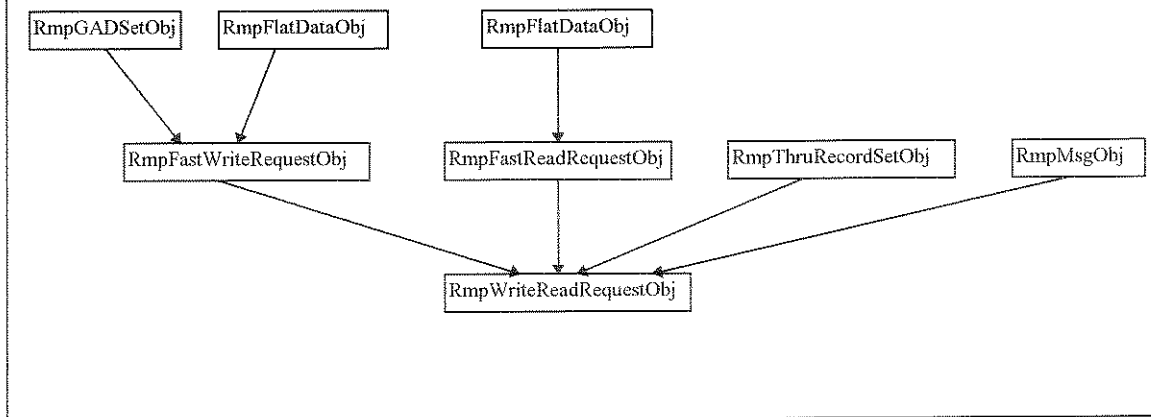 RmpGADSetObj
RmpFlatDataObj
RmpFlatDataObj
RmpFastWriteRequestObj
RmpFastReadRequestObj
RmpThruRecordSetObj
RmpMsgObj
RmpWriteReadRequestObj